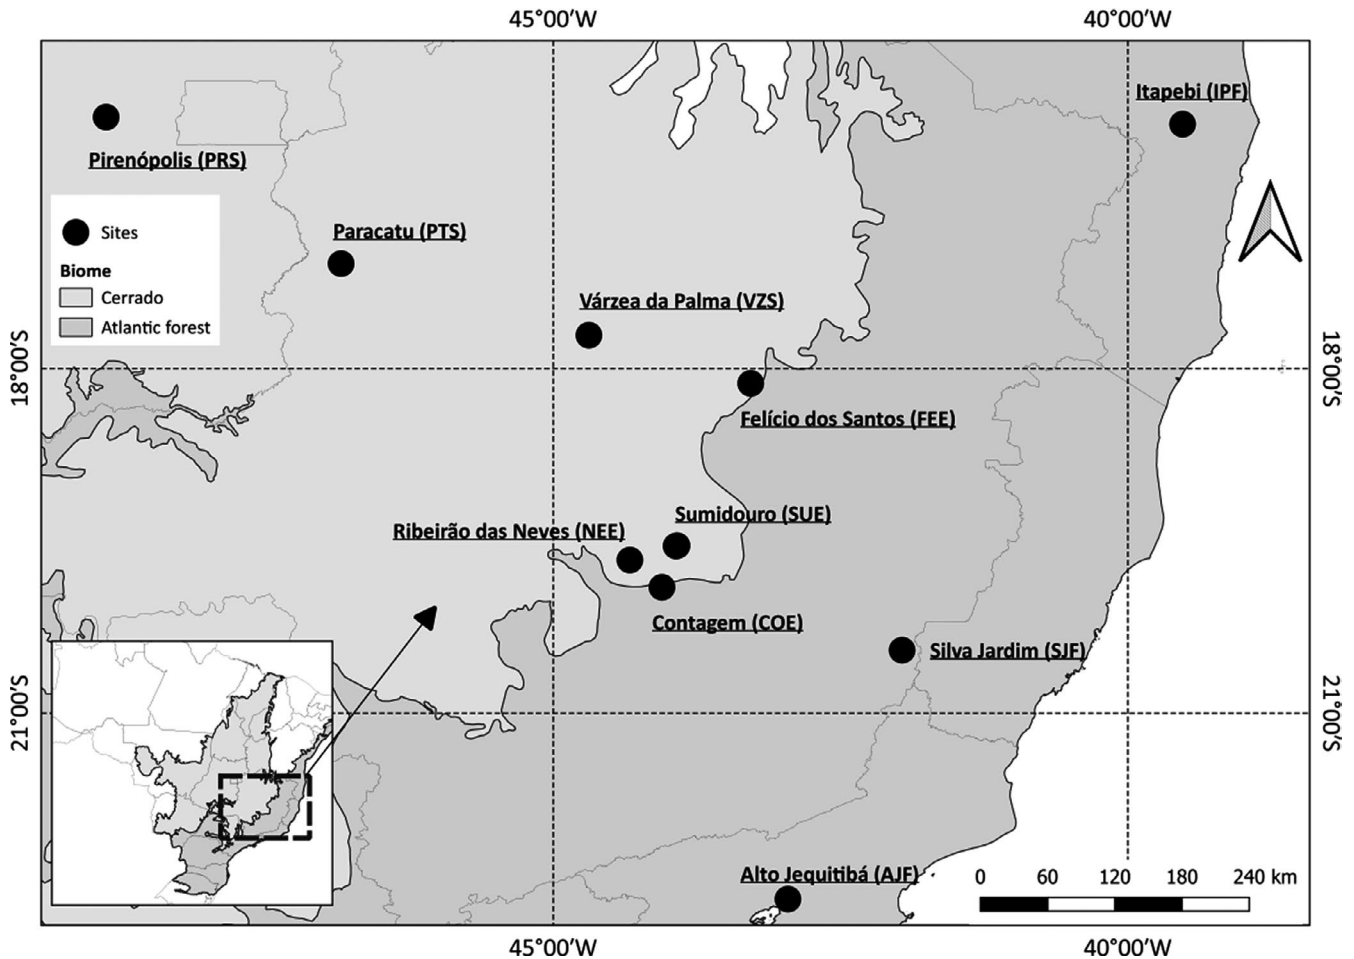 45°00'W
40°00'W
Itapebi (IPF)
Pirenópolis (PRS)
Paracatu (PTS)
Sites
Biome
Cerrado
Atlantic forest
Várzea da Palma (VZS)
18°00'S
18°00'S
Felício dos Santos (FEE)
Sumidouro (SUE)
Ribeirão das Neves (NEE)
Contagem (COE)
Silva Jardim (SJF)
21°00'S
21°00'S
Alto Jequitibá (AJF)
0 60 120 180 240 km
45°00'W
40°00'W